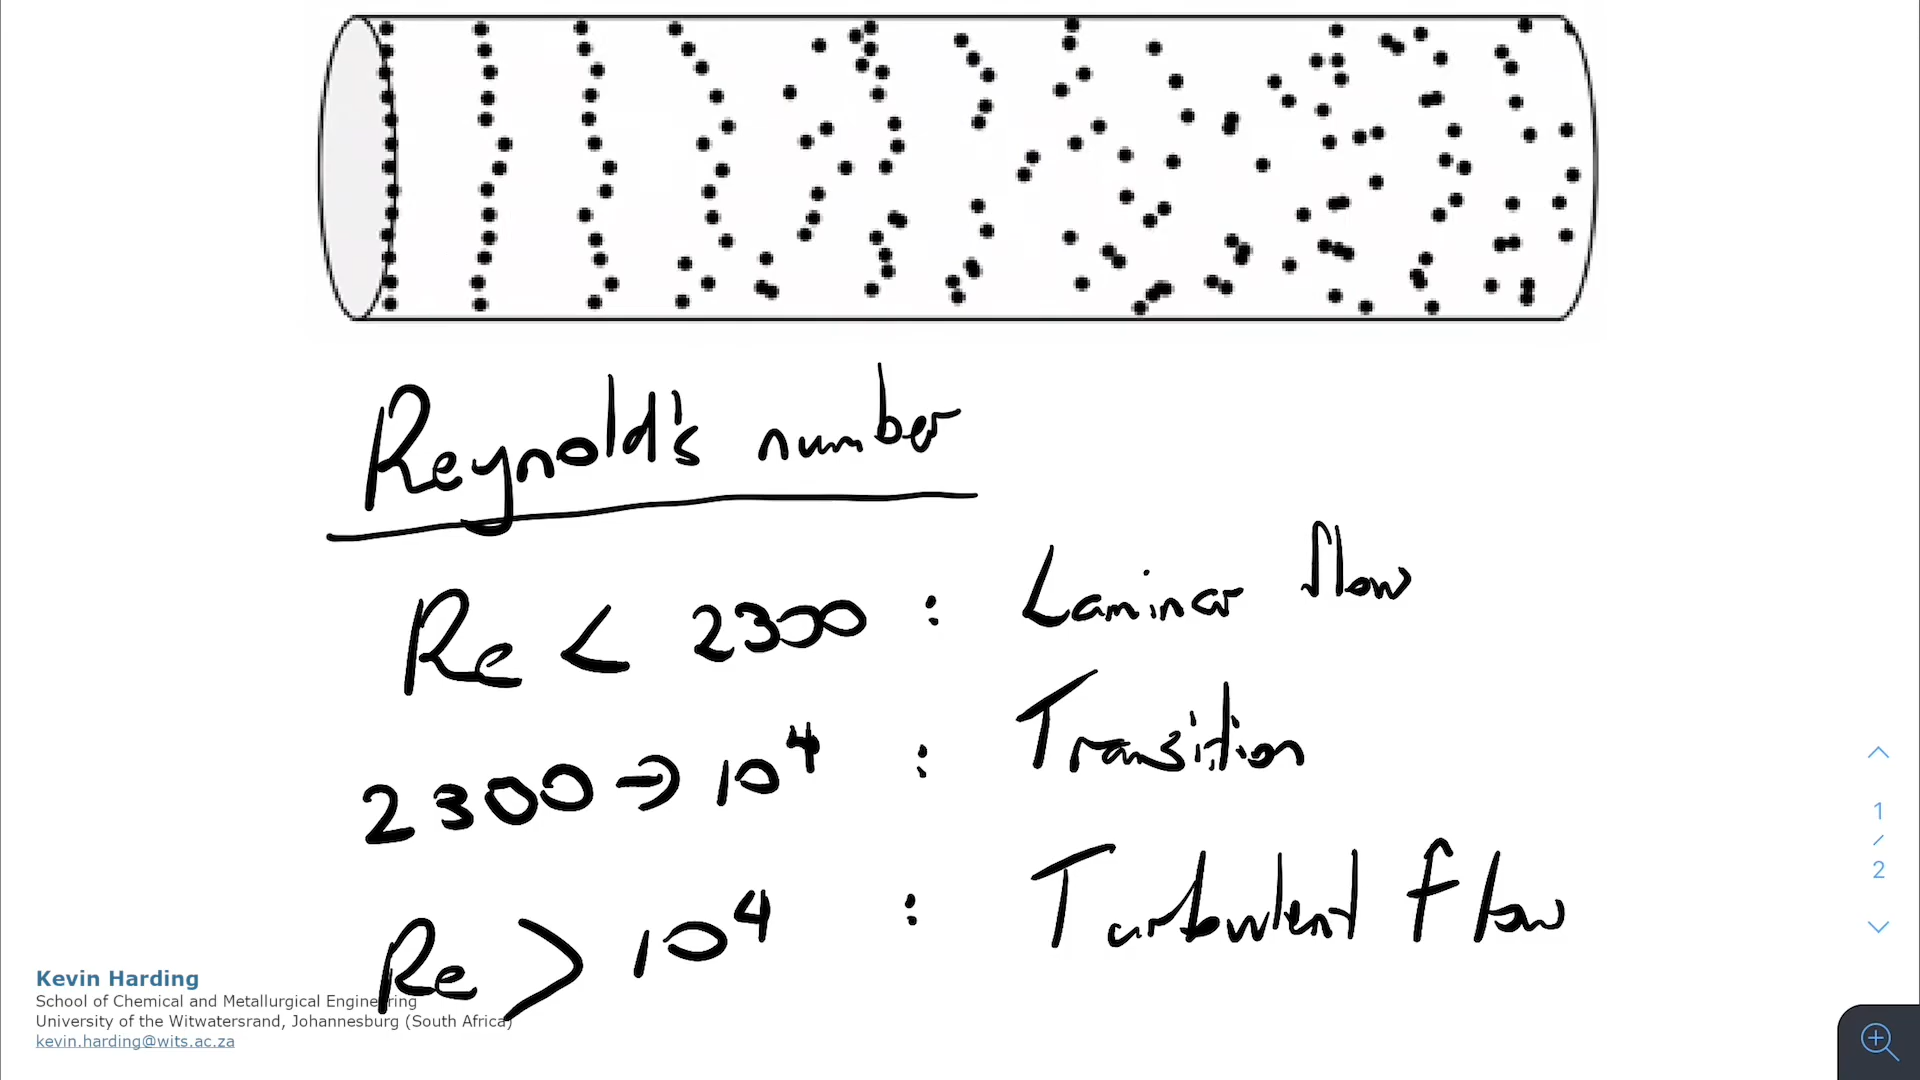 Reynold's number
Re < 2300 : Laminar flow
2300 → 10⁴ : Transition
Re > 10⁴ : Turbulent flow
Kevin Harding
School of Chemical and Metallurgical Engineering
University of the Witwatersrand, Johannesburg (South Africa)
kevin.harding@wits.ac.za
1
/
2